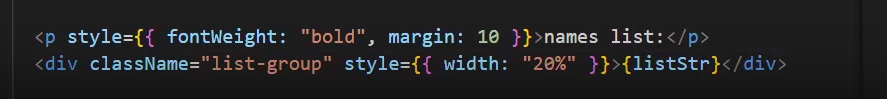 <p style={{ fontWeight: "bold", margin: 10 }}>names list:</p>
<div className="list-group" style={{ width: "20%" }}>{listStr}</div>